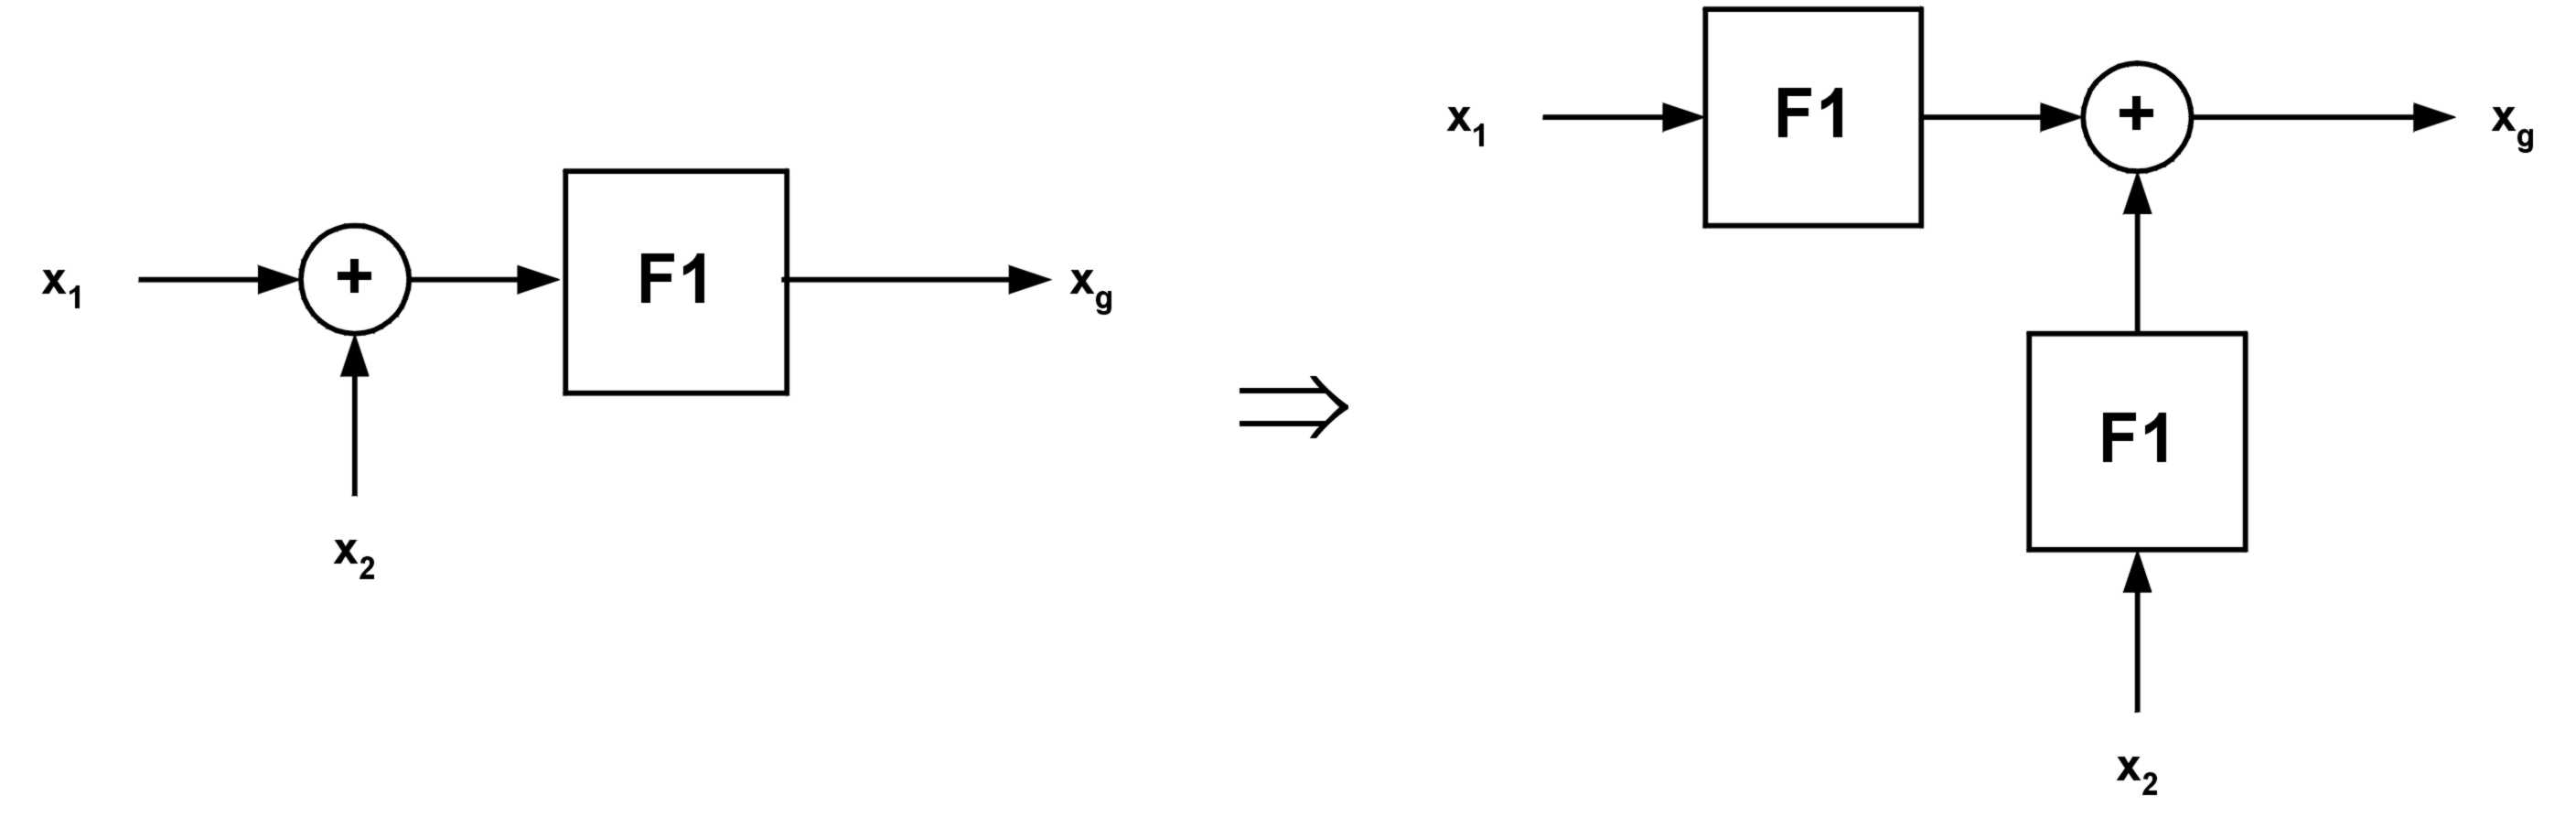 x1 + F1 xg
x2
⇒
x1 F1 + xg
F1
x2